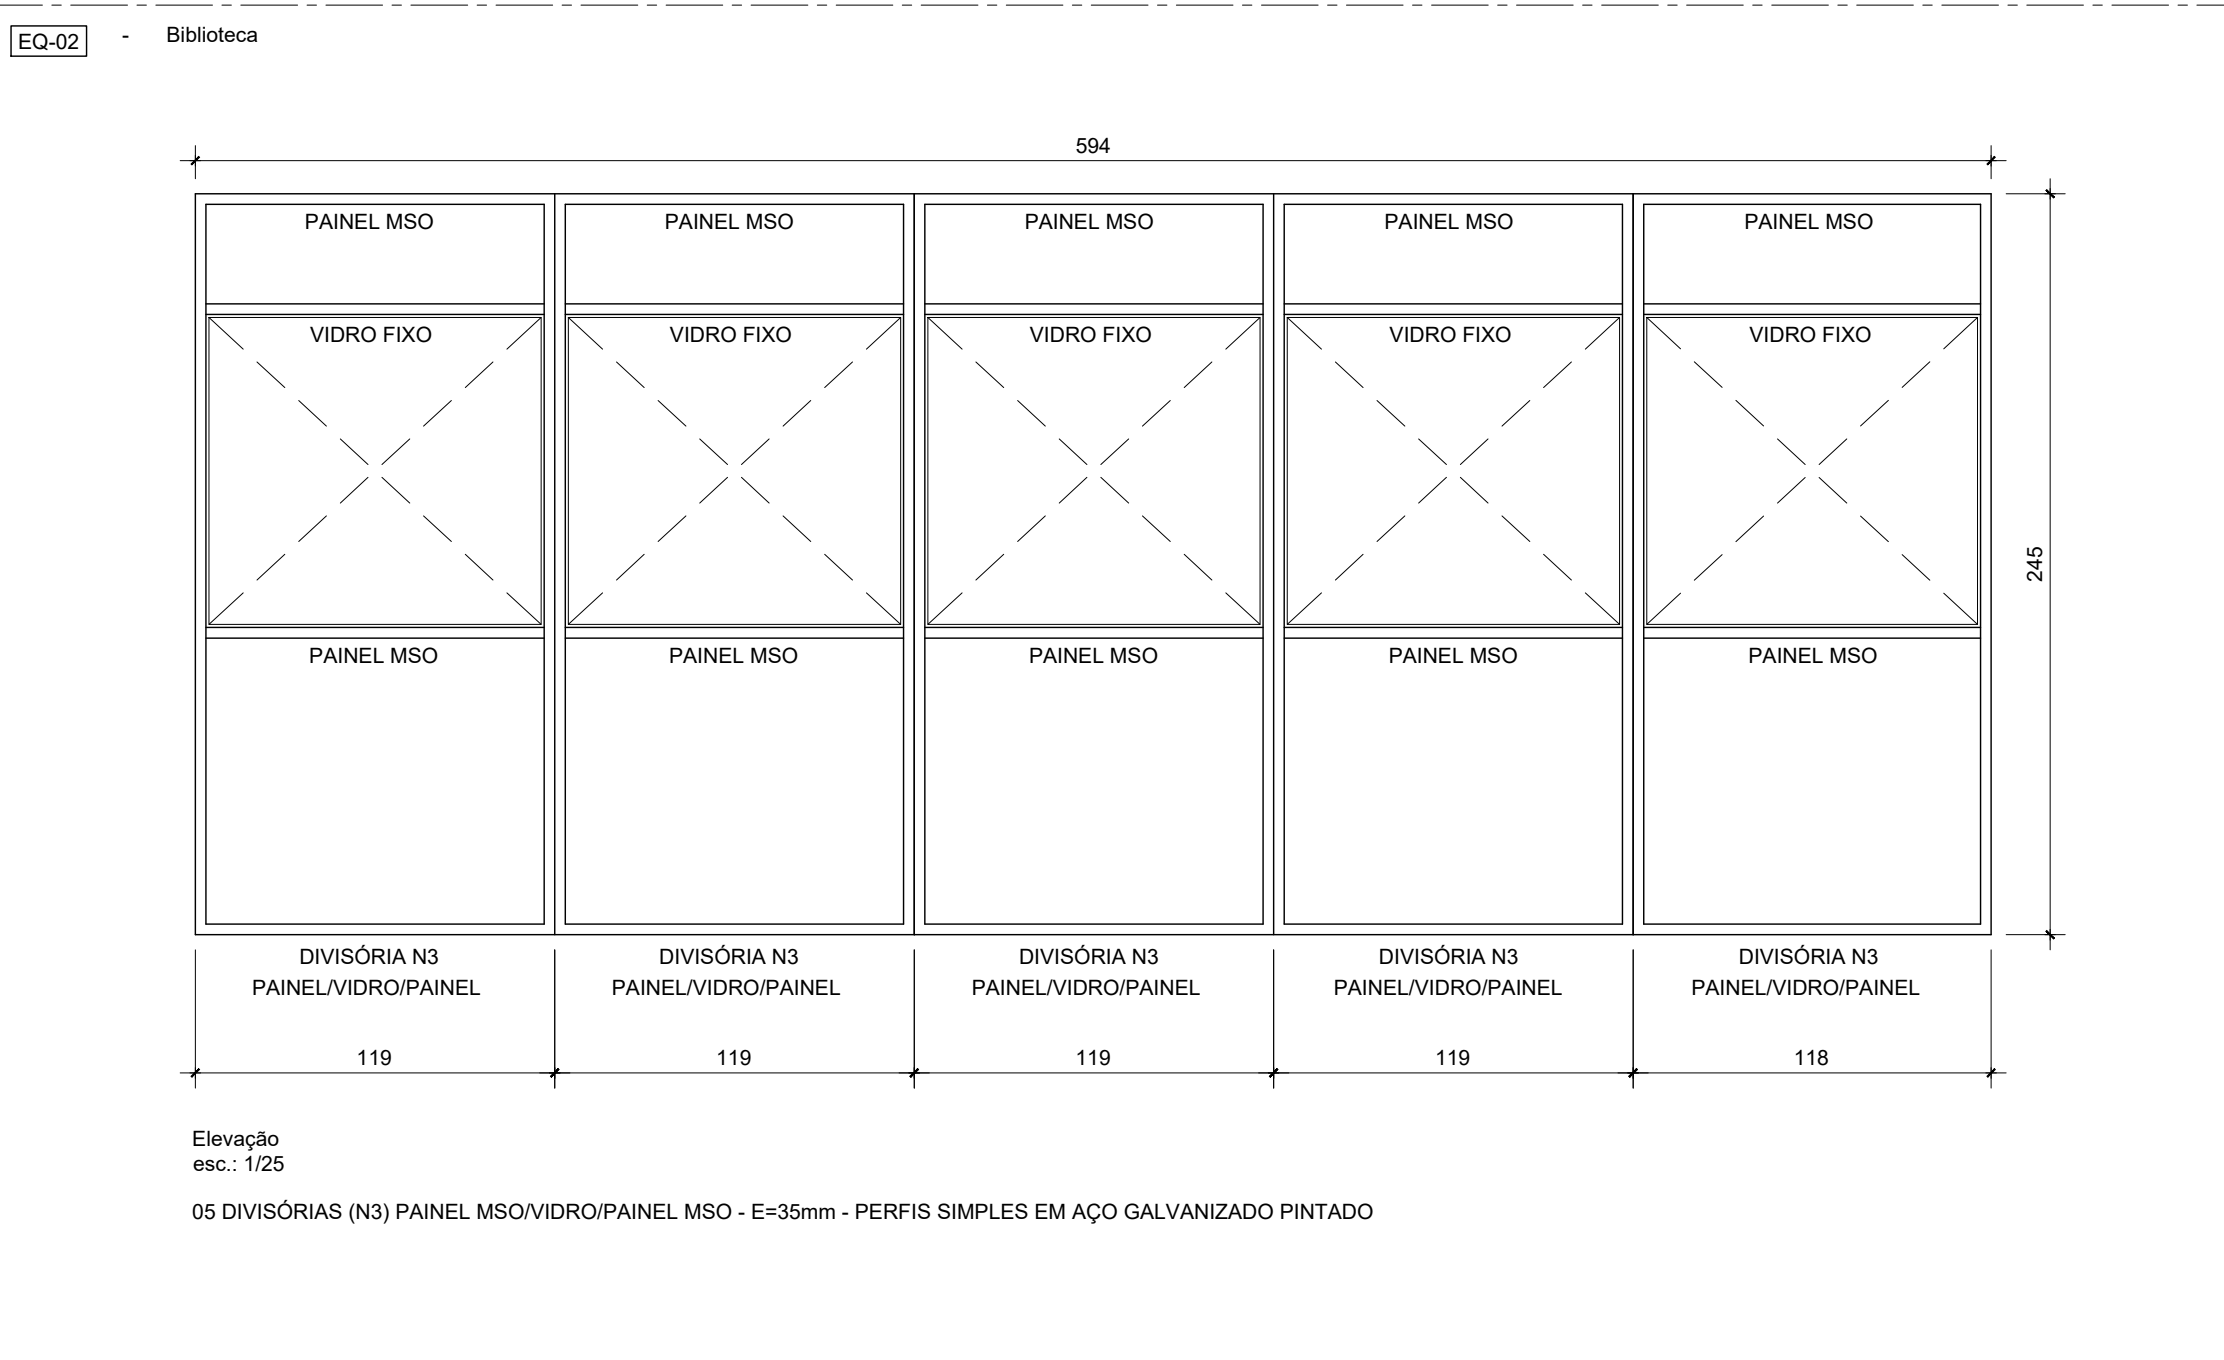 EQ-02 - Biblioteca
594
PAINEL MSO PAINEL MSO PAINEL MSO PAINEL MSO PAINEL MSO
VIDRO FIXO VIDRO FIXO VIDRO FIXO VIDRO FIXO VIDRO FIXO
245
PAINEL MSO PAINEL MSO PAINEL MSO PAINEL MSO PAINEL MSO
DIVISÓRIA N3 DIVISÓRIA N3 DIVISÓRIA N3 DIVISÓRIA N3 DIVISÓRIA N3
PAINEL/VIDRO/PAINEL PAINEL/VIDRO/PAINEL PAINEL/VIDRO/PAINEL PAINEL/VIDRO/PAINEL PAINEL/VIDRO/PAINEL
119 119 119 119 118
Elevação
esc.: 1/25
05 DIVISÓRIAS (N3) PAINEL MSO/VIDRO/PAINEL MSO - E=35mm - PERFIS SIMPLES EM AÇO GALVANIZADO PINTADO